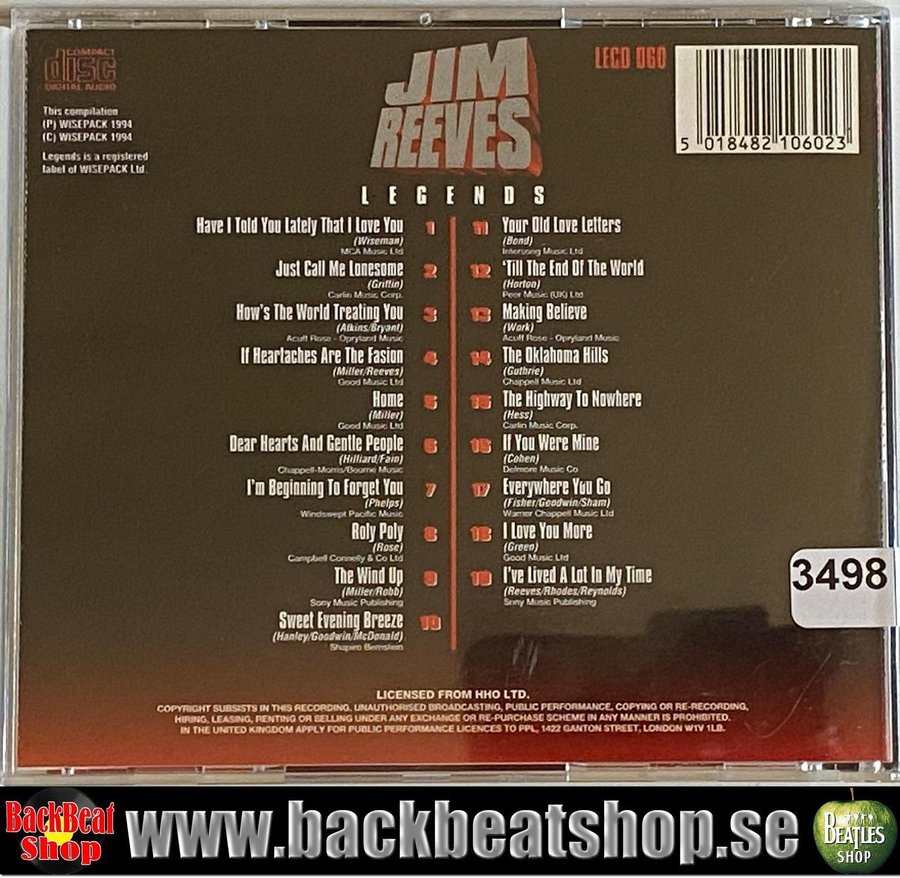 COMPACT
disc
DIGITAL AUDIO
This compilation
(P) WISEPACK 1994
(C) WISEPACK 1994
Legends is a registered
label of WISEPACK Ltd.
JIM
REEVES
LEGENDS
LECD 060
5 018482 106023
Have I Told You Lately That I Love You 1
(Wiseman)
MCA Music Ltd
Just Call Me Lonesome 2
(Griffin)
Carlin Music Corp.
How's The World Treating You 3
(Atkins/Bryant)
Acuff Rose - Opryland Music
If Heartaches Are The Fasion 4
(Miller/Reeves)
Good Music Ltd
Home 5
(Miller)
Good Music Ltd
Dear Hearts And Gentle People 6
(Hilliard/Fain)
Chappell-Morris/Bourne Music
I'm Beginning To Forget You 7
(Phelps)
Windswept Pacific Music
Roly Poly 8
(Rose)
Campbell Connelly & Co Ltd
The Wind Up 9
(Miller/Robb)
Sony Music Publishing
Sweet Evening Breeze 10
(Hanley/Goodwin/McDonald)
Shapiro Bernstein
11 Your Old Love Letters
(Bond)
Intersong Music Ltd
12 'Till The End Of The World
(Horton)
Peer Music (UK) Ltd
13 Making Believe
(Work)
Acuff Rose - Opryland Music
14 The Oklahoma Hills
(Guthrie)
Chappell Music Ltd
15 The Highway To Nowhere
(Hess)
Carlin Music Corp.
16 If You Were Mine
(Cohen)
Delmore Music Co
17 Everywhere You Go
(Fisher/Goodwin/Sham)
Warner Chappell Music Ltd
18 I Love You More
(Green)
Good Music Ltd
19 I've Lived A Lot In My Time
(Reeves/Rhodes/Reynolds)
Sony Music Publishing
3498
LICENSED FROM HHO LTD.
COPYRIGHT SUBSISTS IN THIS RECORDING. UNAUTHORISED BROADCASTING, PUBLIC PERFORMANCE, COPYING OR RE-RECORDING,
HIRING, LEASING, RENTING OR SELLING UNDER ANY EXCHANGE OR RE-PURCHASE SCHEME IN ANY MANNER IS PROHIBITED.
IN THE UNITED KINGDOM APPLY FOR PUBLIC PERFORMANCE LICENCES TO PPL, 1422 GANTON STREET, LONDON W1V 1LB.
BackBeat
Shop
www.backbeatshop.se
BEATLES
SHOP